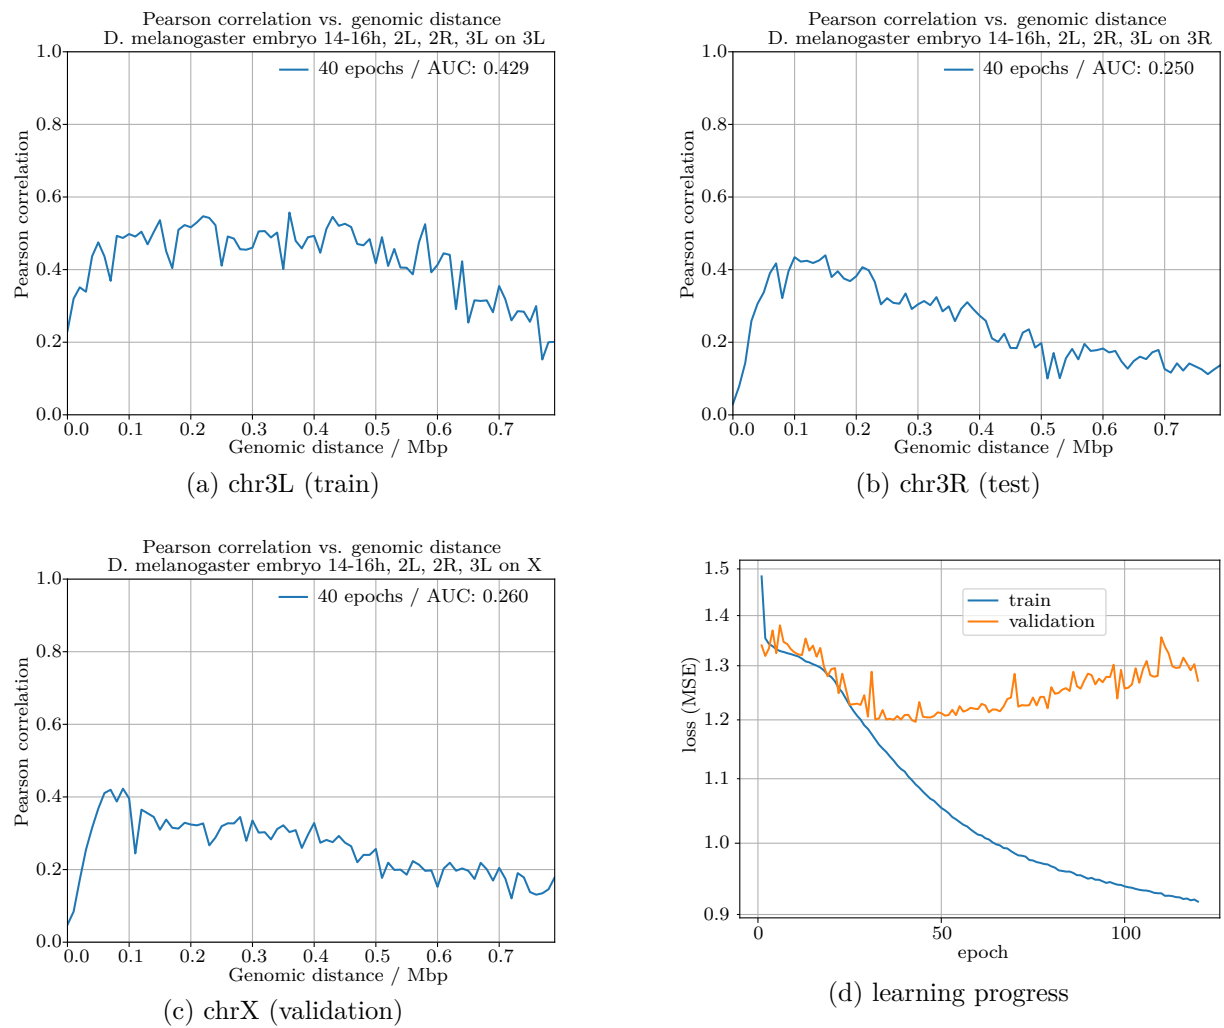 Pearson correlation vs. genomic distance
D. melanogaster embryo 14-16h, 2L, 2R, 3L on 3L
40 epochs / AUC: 0.429
Pearson correlation
1.0
0.8
0.6
0.4
0.2
0.0
0.0 0.1 0.2 0.3 0.4 0.5 0.6 0.7
Genomic distance / Mbp
(a) chr3L (train)
Pearson correlation vs. genomic distance
D. melanogaster embryo 14-16h, 2L, 2R, 3L on 3R
40 epochs / AUC: 0.250
Pearson correlation
1.0
0.8
0.6
0.4
0.2
0.0
0.0 0.1 0.2 0.3 0.4 0.5 0.6 0.7
Genomic distance / Mbp
(b) chr3R (test)
Pearson correlation vs. genomic distance
D. melanogaster embryo 14-16h, 2L, 2R, 3L on X
40 epochs / AUC: 0.260
Pearson correlation
1.0
0.8
0.6
0.4
0.2
0.0
0.0 0.1 0.2 0.3 0.4 0.5 0.6 0.7
Genomic distance / Mbp
(c) chrX (validation)
train
validation
loss (MSE)
1.5
1.4
1.3
1.2
1.1
1.0
0.9
0 50 100
epoch
(d) learning progress